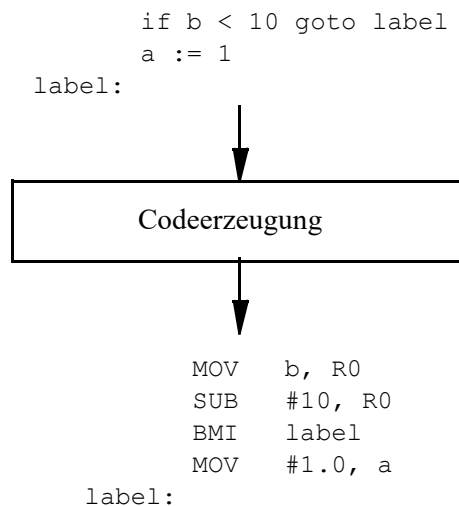 if b < 10 goto label
a := 1
label:
Codeerzeugung
MOV b, R0
SUB #10, R0
BMI label
MOV #1.0, a
label: